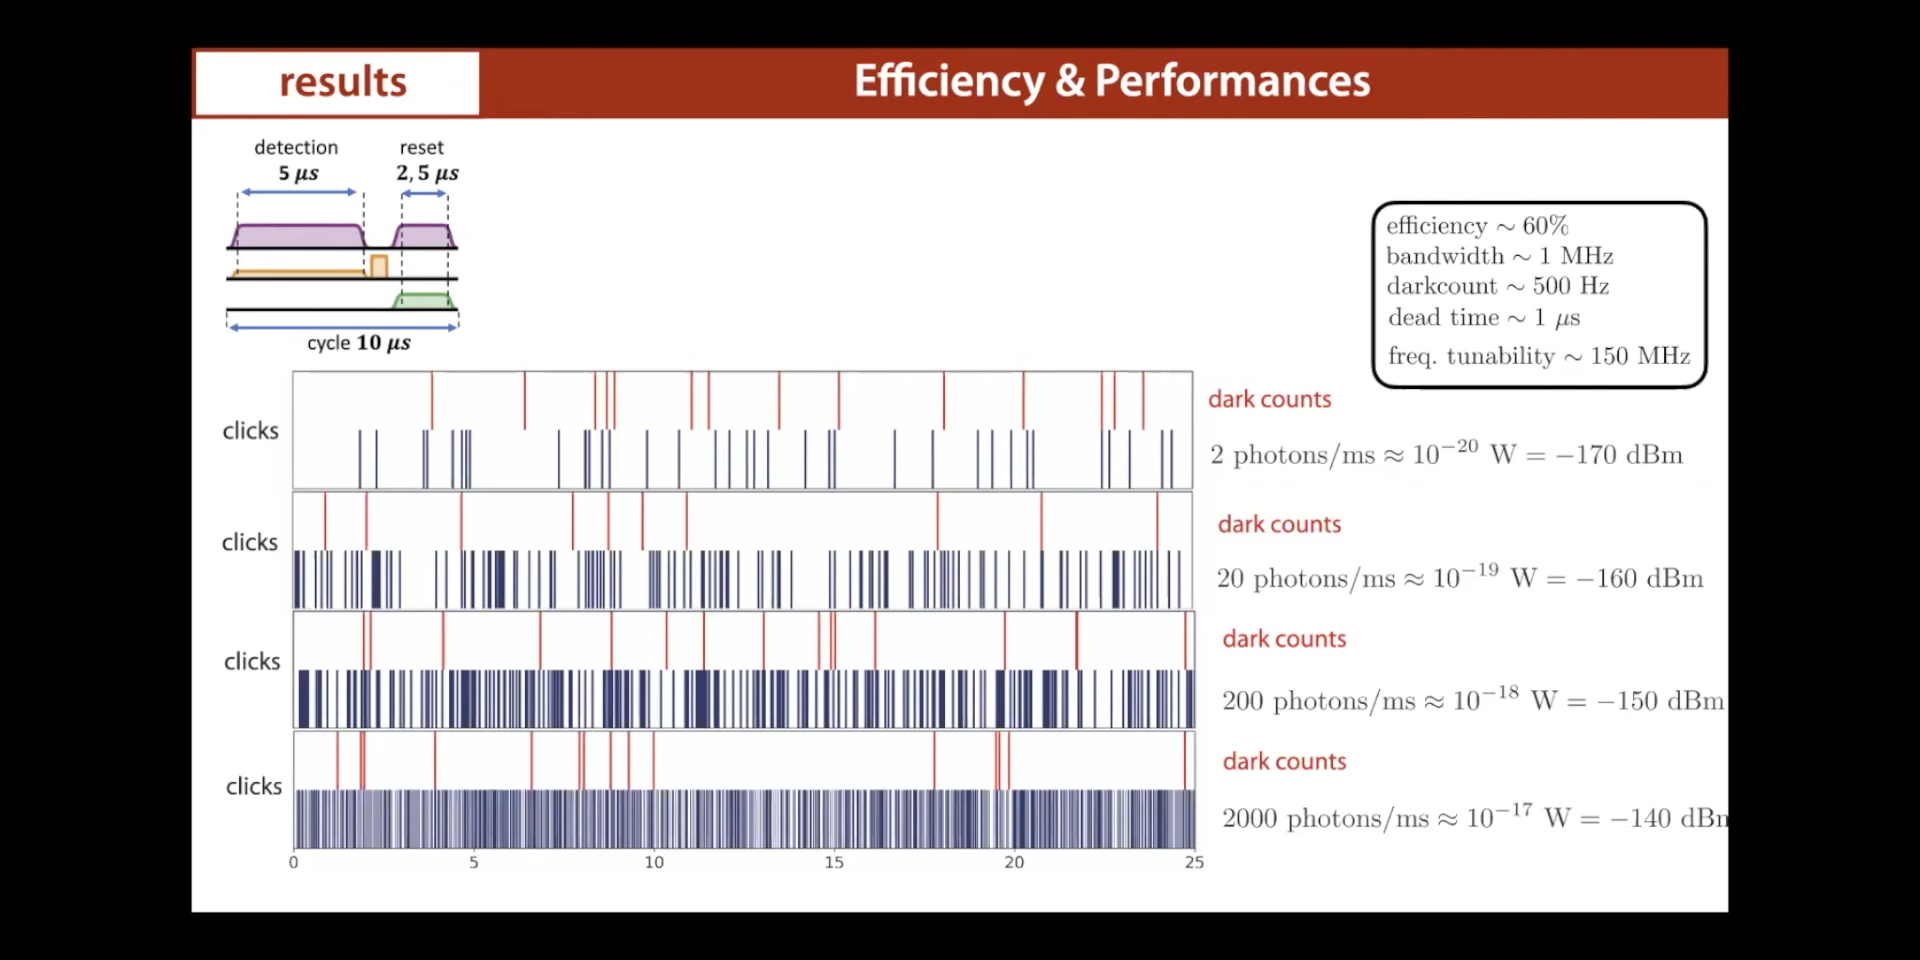 results
Efficiency & Performances
detection
5 μs
reset
2, 5 μs
cycle 10 μs
efficiency ∼ 60%
bandwidth ∼ 1 MHz
darkcount ∼ 500 Hz
dead time ∼ 1 μs
freq. tunability ∼ 150 MHz
clicks
dark counts
2 photons/ms ≈ 10⁻²⁰ W = −170 dBm
clicks
dark counts
20 photons/ms ≈ 10⁻¹⁹ W = −160 dBm
clicks
dark counts
200 photons/ms ≈ 10⁻¹⁸ W = −150 dBm
clicks
dark counts
2000 photons/ms ≈ 10⁻¹⁷ W = −140 dBm
0 5 10 15 20 25